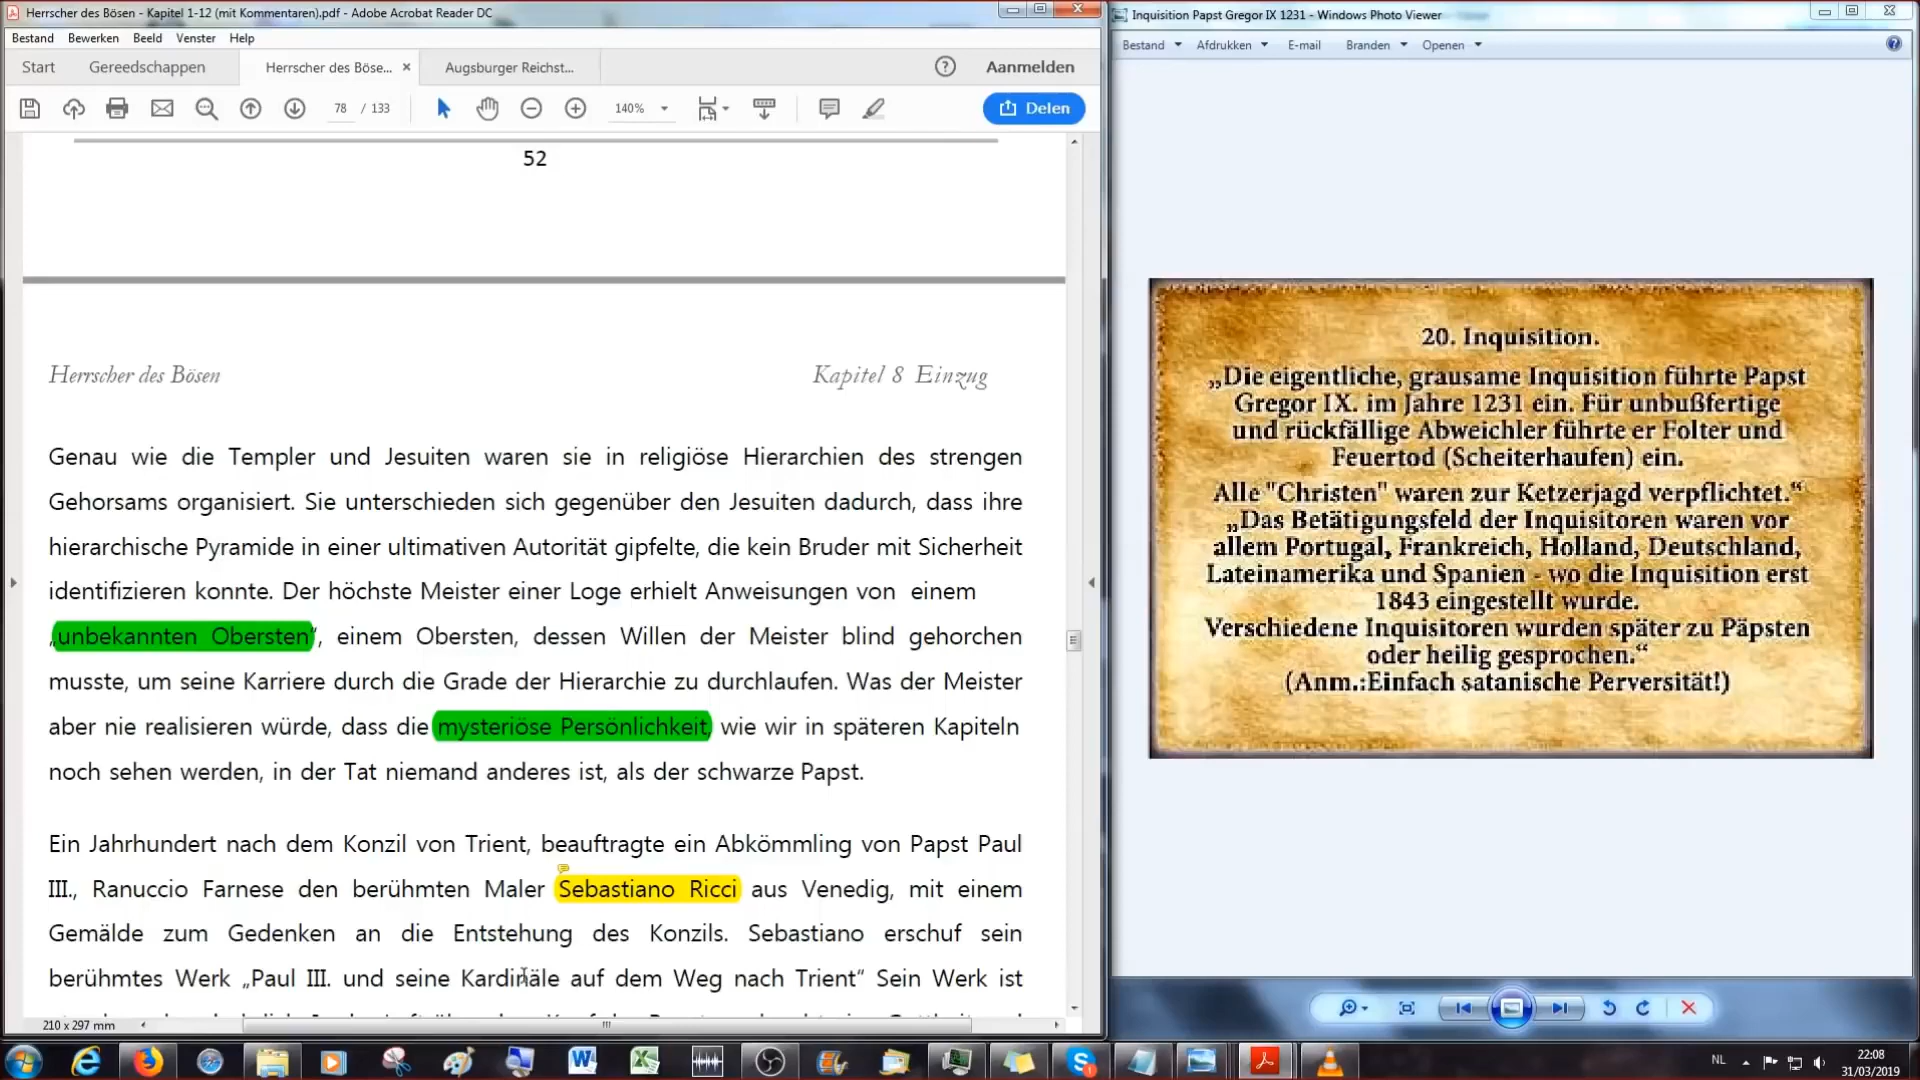 Herrscher des Bösen - Kapitel 1-12 (mit Kommentaren).pdf - Adobe Acrobat Reader DC
Bestand Bewerken Beeld Venster Help
Start Gereedschappen Herrscher des Böse... × Augsburger Reichst... Aanmelden
78 / 133 140% Delen
52
Herrscher des Bösen Kapitel 8 Einzug
Genau wie die Templer und Jesuiten waren sie in religiöse Hierarchien des strengen
Gehorsams organisiert. Sie unterschieden sich gegenüber den Jesuiten dadurch, dass ihre
hierarchische Pyramide in einer ultimativen Autorität gipfelte, die kein Bruder mit Sicherheit
identifizieren konnte. Der höchste Meister einer Loge erhielt Anweisungen von einem
„unbekannten Obersten“, einem Obersten, dessen Willen der Meister blind gehorchen
musste, um seine Karriere durch die Grade der Hierarchie zu durchlaufen. Was der Meister
aber nie realisieren würde, dass die mysteriöse Persönlichkeit, wie wir in späteren Kapiteln
noch sehen werden, in der Tat niemand anderes ist, als der schwarze Papst.
Ein Jahrhundert nach dem Konzil von Trient, beauftragte ein Abkömmling von Papst Paul
III., Ranuccio Farnese den berühmten Maler Sebastiano Ricci aus Venedig, mit einem
Gemälde zum Gedenken an die Entstehung des Konzils. Sebastiano erschuf sein
berühmtes Werk „Paul III. und seine Kardinäle auf dem Weg nach Trient“ Sein Werk ist
210 x 297 mm
Inquisition Papst Gregor IX 1231 - Windows Photo Viewer
Bestand Afdrukken E-mail Branden Openen
20. Inquisition.
„Die eigentliche, grausame Inquisition führte Papst
Gregor IX. im Jahre 1231 ein. Für unbußfertige
und rückfällige Abweichler führte er Folter und
Feuertod (Scheiterhaufen) ein.
Alle "Christen" waren zur Ketzerjagd verpflichtet.“
„Das Betätigungsfeld der Inquisitoren waren vor
allem Portugal, Frankreich, Holland, Deutschland,
Lateinamerika und Spanien - wo die Inquisition erst
1843 eingestellt wurde.
Verschiedene Inquisitoren wurden später zu Päpsten
oder heilig gesprochen.“
(Anm.:Einfach satanische Perversität!)
NL 22:08
31/03/2019